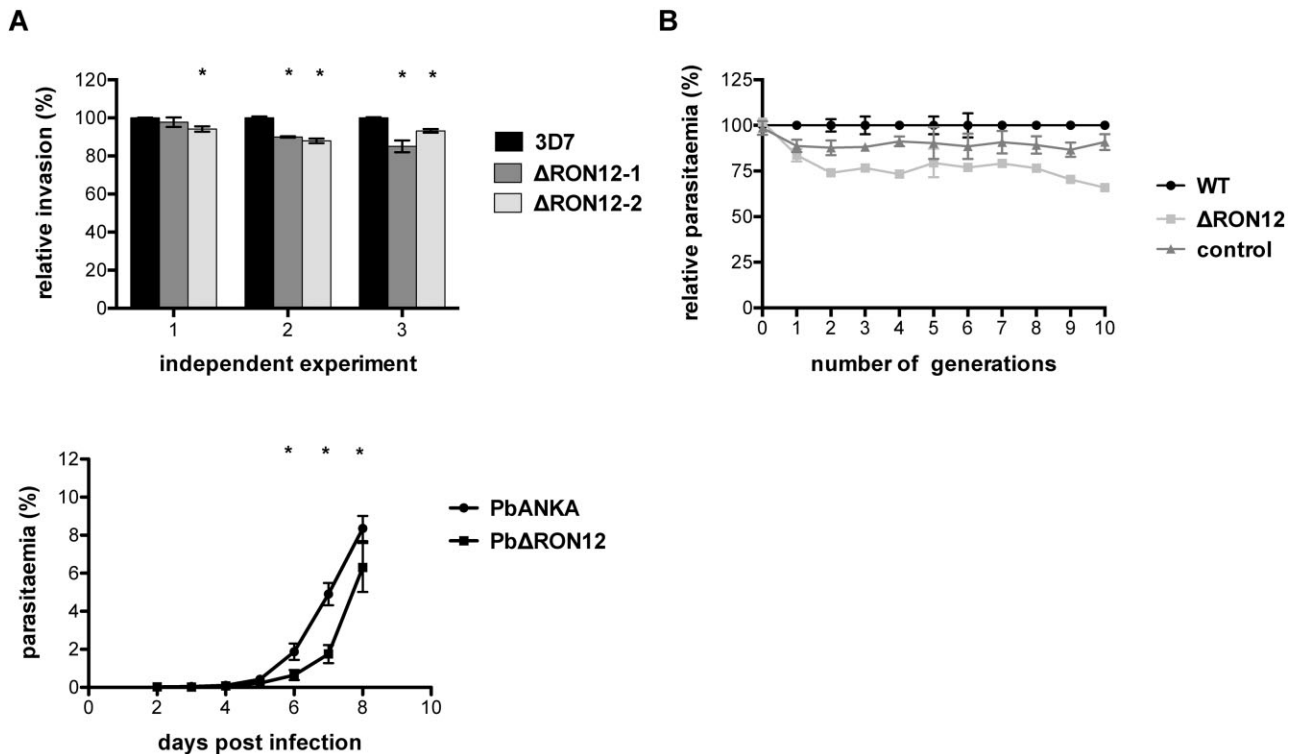 A
relative invasion (%)
120
100
80
60
40
20
0
* * * * *
1 2 3
independent experiment
3D7
ΔRON12-1
ΔRON12-2
B
relative parasitaemia (%)
125
100
75
50
25
0
0 1 2 3 4 5 6 7 8 9 10
number of generations
WT
ΔRON12
control
parasitaemia (%)
12
10
8
6
4
2
0
* * *
0 2 4 6 8 10
days post infection
PbANKA
PbΔRON12